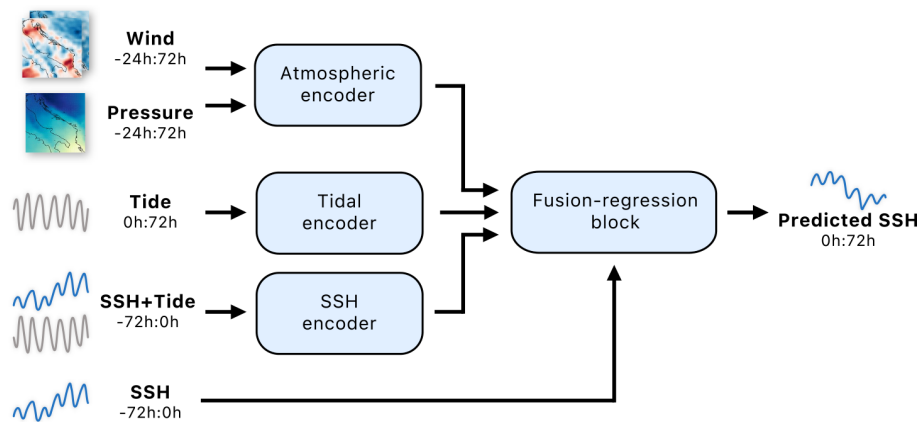 Wind
-24h:72h
Pressure
-24h:72h
Atmospheric
encoder
Tide
0h:72h
Tidal
encoder
SSH+Tide
-72h:0h
SSH
encoder
SSH
-72h:0h
Fusion-regression
block
Predicted SSH
0h:72h